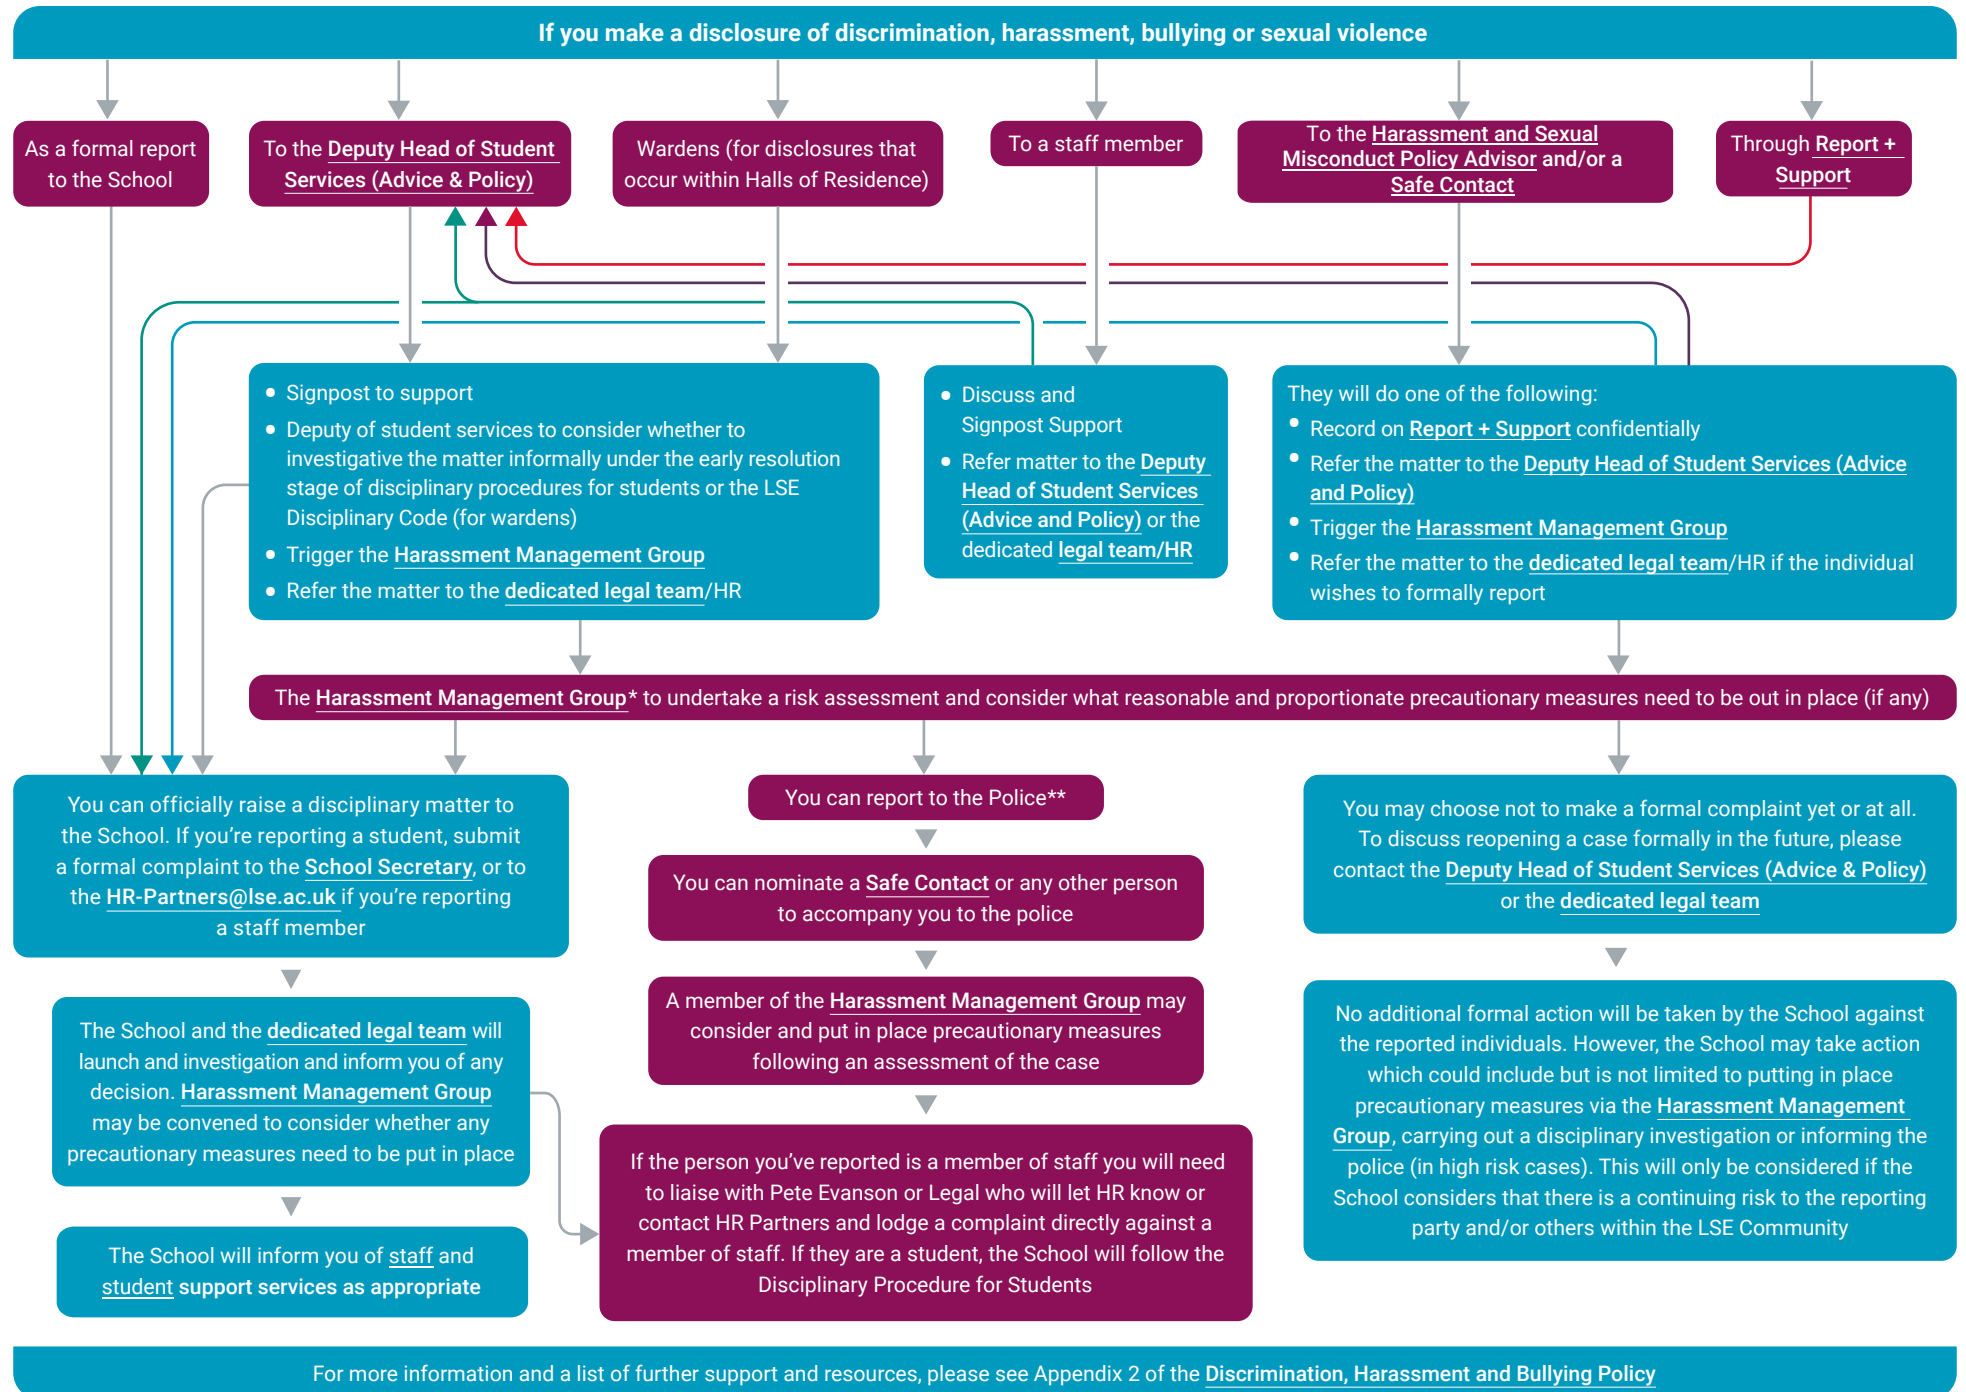 If you make a disclosure of discrimination, harassment, bullying or sexual violence
As a formal report
to the School
To the Deputy Head of Student
Services (Advice & Policy)
Wardens (for disclosures that
occur within Halls of Residence)
To a staff member
To the Harassment and Sexual
Misconduct Policy Advisor and/or a
Safe Contact
Through Report +
Support
• Signpost to support
• Deputy of student services to consider whether to
investigative the matter informally under the early resolution
stage of disciplinary procedures for students or the LSE
Disciplinary Code (for wardens)
• Trigger the Harassment Management Group
• Refer the matter to the dedicated legal team/HR
• Discuss and
Signpost Support
• Refer matter to the Deputy
Head of Student Services
(Advice and Policy) or the
dedicated legal team/HR
They will do one of the following:
• Record on Report + Support confidentially
• Refer the matter to the Deputy Head of Student Services (Advice
and Policy)
• Trigger the Harassment Management Group
• Refer the matter to the dedicated legal team/HR if the individual
wishes to formally report
The Harassment Management Group* to undertake a risk assessment and consider what reasonable and proportionate precautionary measures need to be out in place (if any)
You can officially raise a disciplinary matter to
the School. If you're reporting a student, submit
a formal complaint to the School Secretary, or to
the HR-Partners@lse.ac.uk if you're reporting
a staff member
The School and the dedicated legal team will
launch and investigation and inform you of any
decision. Harassment Management Group
may be convened to consider whether any
precautionary measures need to be put in place
The School will inform you of staff and
student support services as appropriate
You can report to the Police**
You can nominate a Safe Contact or any other person
to accompany you to the police
A member of the Harassment Management Group may
consider and put in place precautionary measures
following an assessment of the case
If the person you've reported is a member of staff you will need
to liaise with Pete Evanson or Legal who will let HR know or
contact HR Partners and lodge a complaint directly against a
member of staff. If they are a student, the School will follow the
Disciplinary Procedure for Students
You may choose not to make a formal complaint yet or at all.
To discuss reopening a case formally in the future, please
contact the Deputy Head of Student Services (Advice & Policy)
or the dedicated legal team
No additional formal action will be taken by the School against
the reported individuals. However, the School may take action
which could include but is not limited to putting in place
precautionary measures via the Harassment Management
Group, carrying out a disciplinary investigation or informing the
police (in high risk cases). This will only be considered if the
School considers that there is a continuing risk to the reporting
party and/or others within the LSE Community
For more information and a list of further support and resources, please see Appendix 2 of the Discrimination, Harassment and Bullying Policy